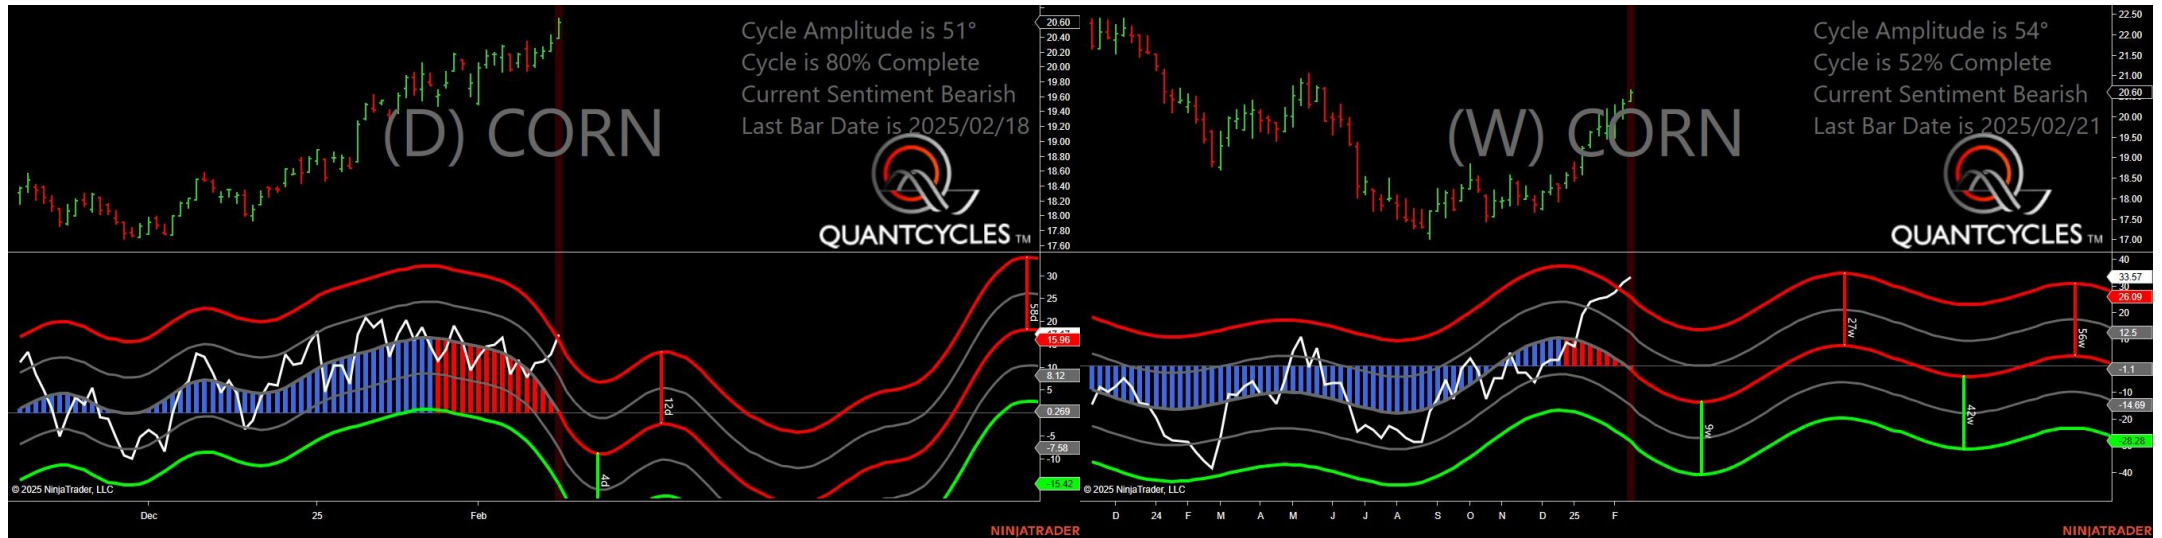 Cycle Amplitude is 51°
Cycle is 80% Complete
Current Sentiment Bearish
Last Bar Date is 2025/02/18
(D) CORN
QUANTCYCLES TM
20.60
20.40
20.20
20.00
19.80
19.60
19.40
19.20
19.00
18.80
18.60
18.40
18.20
18.00
17.80
17.60
30
25
20
15.96
10
8.12
5
0.269
-5
-7.58
-10
-15.42
58d
12d
4d
© 2025 NinjaTrader, LLC
Dec
25
Feb
NINJATRADER
Cycle Amplitude is 54°
Cycle is 52% Complete
Current Sentiment Bearish
Last Bar Date is 2025/02/21
(W) CORN
QUANTCYCLES TM
22.50
22.00
21.50
21.00
20.60
20.00
19.50
19.00
18.50
18.00
17.50
17.00
40
33.57
30
26.09
20
12.5
10
-1.1
-10
-14.69
-20
-28.28
-40
27w
56w
42w
9w
© 2025 NinjaTrader, LLC
D
24
F
M
A
M
J
J
A
S
O
N
D
25
F
NINJATRADER